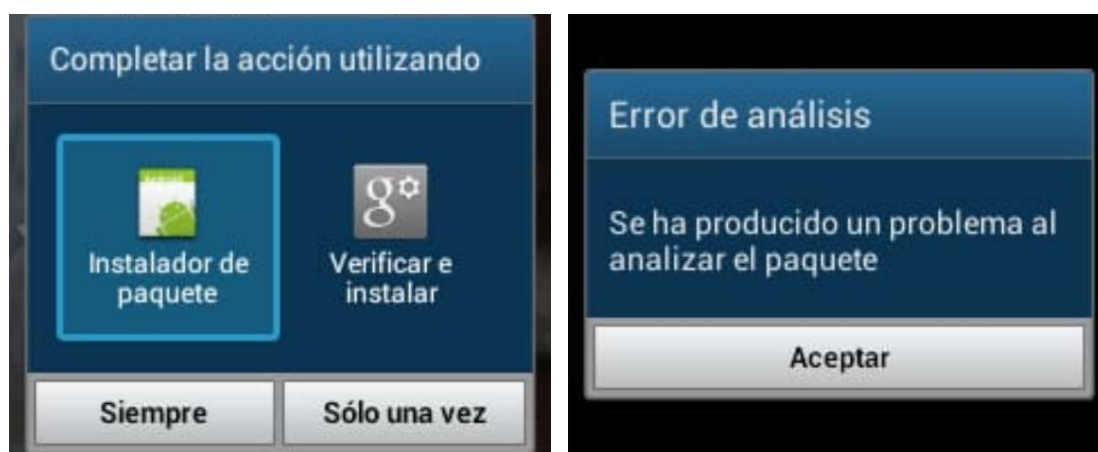 Completar la acción utilizando
Instalador de
paquete
Verificar e
instalar
Siempre
Sólo una vez
Error de análisis
Se ha producido un problema al
analizar el paquete
Aceptar